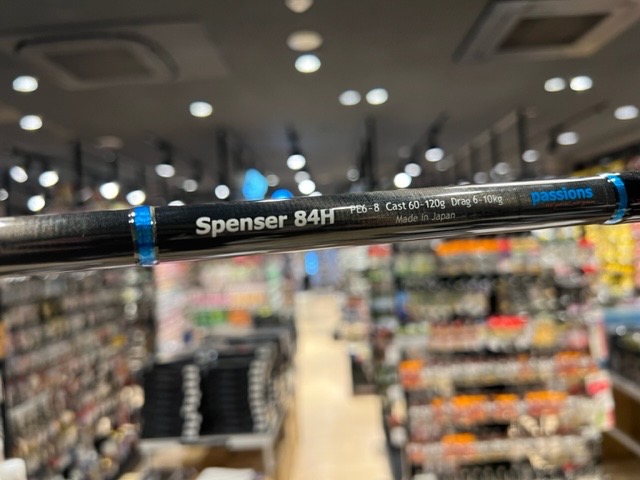 Spenser 84H PE6-8 Cast 60-120g Drag 6-10kg passions
Made in Japan